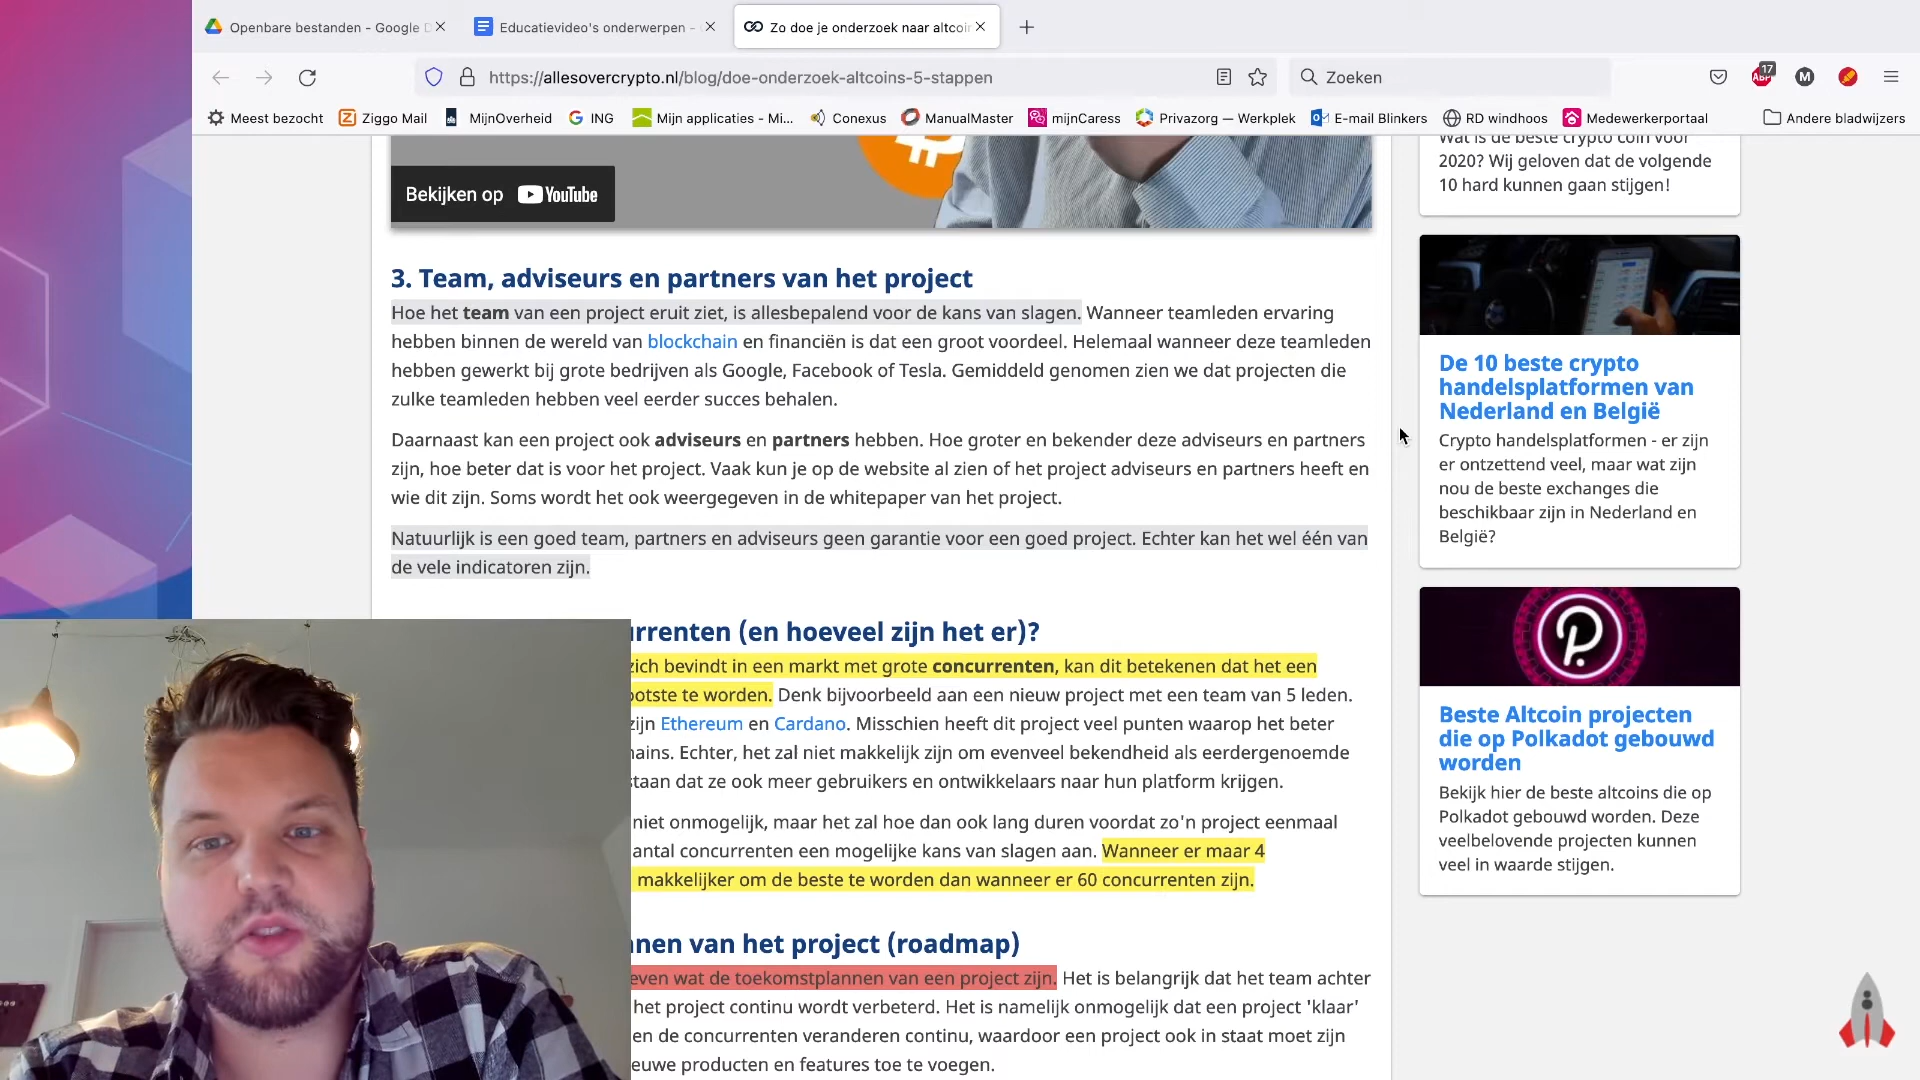 Openbare bestanden - Google D
Educatievideo's onderwerpen -
Zo doe je onderzoek naar altcoin
https://allesovercrypto.nl/blog/doe-onderzoek-altcoins-5-stappen
Zoeken
17
ABP
M
Meest bezocht
Ziggo Mail
MijnOverheid
ING
Mijn applicaties - Mi...
Conexus
ManualMaster
mijnCaress
Privazorg — Werkplek
E-mail Blinkers
RD windhoos
Medewerkerportaal
Andere bladwijzers
Bekijken op YouTube
3. Team, adviseurs en partners van het project
Hoe het team van een project eruit ziet, is allesbepalend voor de kans van slagen. Wanneer teamleden ervaring
hebben binnen de wereld van blockchain en financiën is dat een groot voordeel. Helemaal wanneer deze teamleden
hebben gewerkt bij grote bedrijven als Google, Facebook of Tesla. Gemiddeld genomen zien we dat projecten die
zulke teamleden hebben veel eerder succes behalen.
Daarnaast kan een project ook adviseurs en partners hebben. Hoe groter en bekender deze adviseurs en partners
zijn, hoe beter dat is voor het project. Vaak kun je op de website al zien of het project adviseurs en partners heeft en
wie dit zijn. Soms wordt het ook weergegeven in de whitepaper van het project.
Natuurlijk is een goed team, partners en adviseurs geen garantie voor een goed project. Echter kan het wel één van
de vele indicatoren zijn.
urrenten (en hoeveel zijn het er)?
zich bevindt in een markt met grote concurrenten, kan dit betekenen dat het een
ootste te worden. Denk bijvoorbeeld aan een nieuw project met een team van 5 leden.
zijn Ethereum en Cardano. Misschien heeft dit project veel punten waarop het beter
hains. Echter, het zal niet makkelijk zijn om evenveel bekendheid als eerdergenoemde
staan dat ze ook meer gebruikers en ontwikkelaars naar hun platform krijgen.
niet onmogelijk, maar het zal hoe dan ook lang duren voordat zo'n project eenmaal
antal concurrenten een mogelijke kans van slagen aan. Wanneer er maar 4
makkelijker om de beste te worden dan wanneer er 60 concurrenten zijn.
nnen van het project (roadmap)
even wat de toekomstplannen van een project zijn. Het is belangrijk dat het team achter
het project continu wordt verbeterd. Het is namelijk onmogelijk dat een project 'klaar'
en de concurrenten veranderen continu, waardoor een project ook in staat moet zijn
euwe producten en features toe te voegen.
Wat is de beste crypto coin voor
2020? Wij geloven dat de volgende
10 hard kunnen gaan stijgen!
De 10 beste crypto
handelsplatformen van
Nederland en België
Crypto handelsplatformen - er zijn
er ontzettend veel, maar wat zijn
nou de beste exchanges die
beschikbaar zijn in Nederland en
België?
Beste Altcoin projecten
die op Polkadot gebouwd
worden
Bekijk hier de beste altcoins die op
Polkadot gebouwd worden. Deze
veelbelovende projecten kunnen
veel in waarde stijgen.